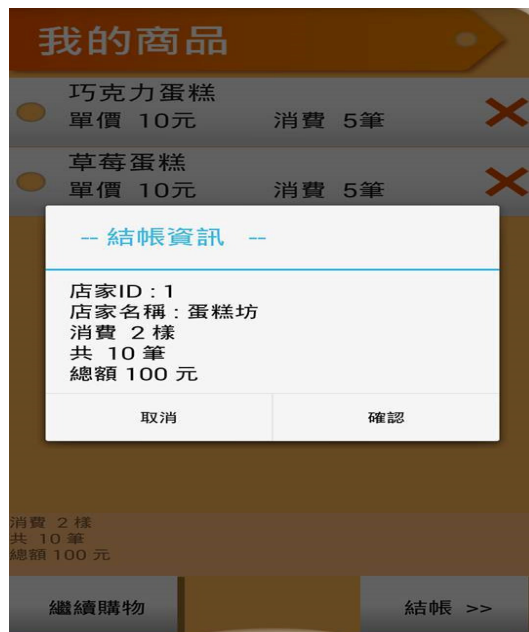 我的商品
巧克力蛋糕
單價 10元 消費 5筆
草莓蛋糕
單價 10元 消費 5筆
-- 結帳資訊 --
店家ID : 1
店家名稱 : 蛋糕坊
消費 2 樣
共 10 筆
總額 100 元
取消 確認
消費 2 樣
共 10 筆
總額 100 元
繼續購物 結帳 >>